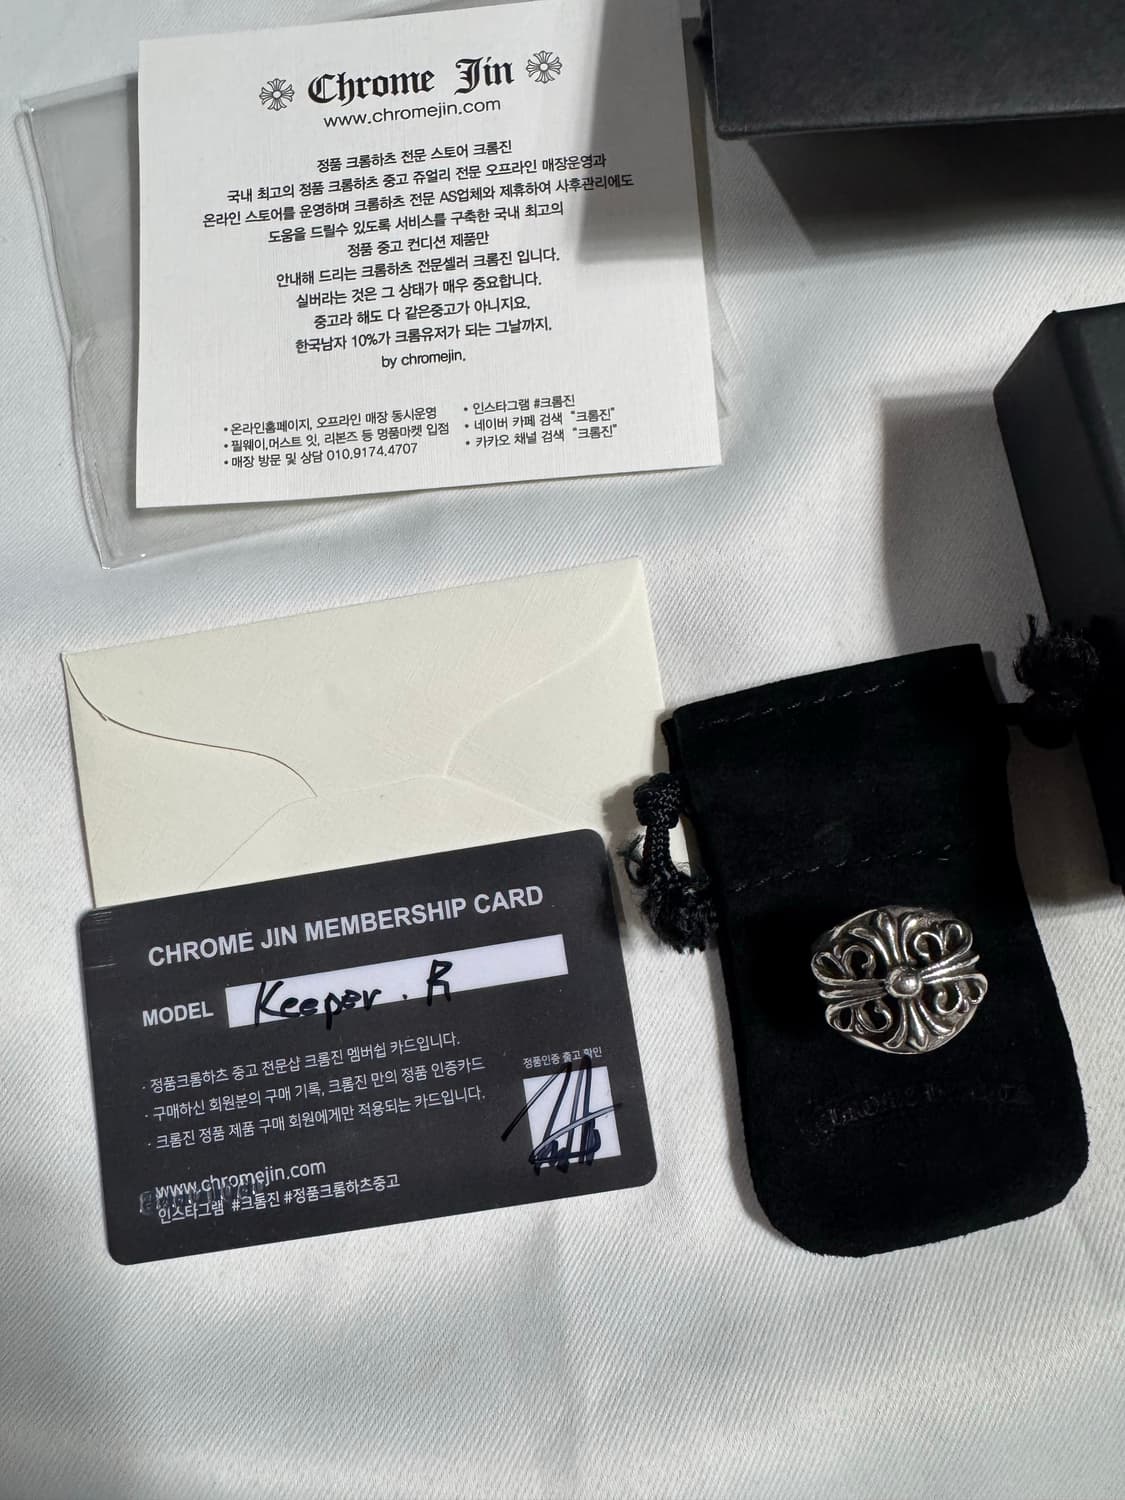 Chrome Jin
www.chromejin.com
정품 크롬하츠 전문 스토어 크롬진
국내 최고의 정품 크롬하츠 중고 쥬얼리 전문 오프라인 매장운영과
온라인 스토어를 운영하며 크롬하츠 전문 AS업체와 제휴하여 사후관리에도
도움을 드릴수 있도록 서비스를 구축한 국내 최고의
정품 중고 컨디션 제품만
안내해 드리는 크롬하츠 전문셀러 크롬진 입니다.
실버라는 것은 그 상태가 매우 중요합니다.
중고라 해도 다 같은중고가 아니지요.
한국남자 10%가 크롬유저가 되는 그날까지.
by chromejin.
• 온라인홈페이지, 오프라인 매장 동시운영
• 필웨이,머스트 잇, 리본즈 등 명품마켓 입점
• 매장 방문 및 상담 010.9174.4707
• 인스타그램 #크롬진
• 네이버 카페 검색 "크롬진"
• 카카오 채널 검색 "크롬진"
CHROME JIN MEMBERSHIP CARD
MODEL Keeper. R
· 정품크롬하츠 중고 전문샵 크롬진 멤버쉽 카드입니다.
· 구매하신 회원분의 구매 기록, 크롬진 만의 정품 인증카드
· 크롬진 정품 제품 구매 회원에게만 적용되는 카드입니다.
정품인증 출고 확인
www.chromejin.com
인스타그램 #크롬진 #정품크롬하츠중고